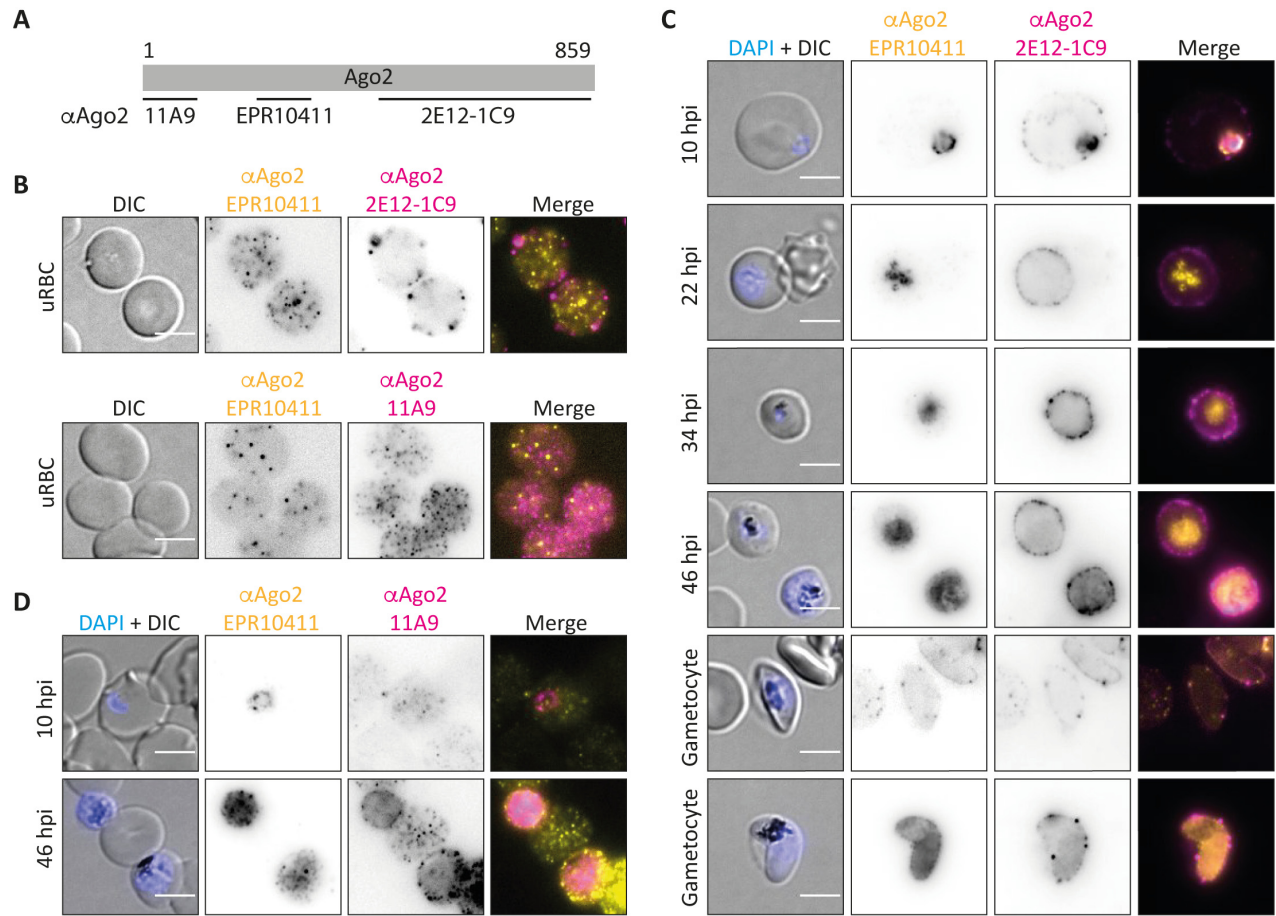 A
1 859
Ago2
αAgo2 11A9 EPR10411 2E12-1C9
B
αAgo2 αAgo2
DIC EPR10411 2E12-1C9 Merge
uRBC
αAgo2 αAgo2
DIC EPR10411 11A9 Merge
uRBC
D
αAgo2 αAgo2
DAPI + DIC EPR10411 11A9 Merge
10 hpi
46 hpi
C
αAgo2 αAgo2
DAPI + DIC EPR10411 2E12-1C9 Merge
10 hpi
22 hpi
34 hpi
46 hpi
Gametocyte
Gametocyte